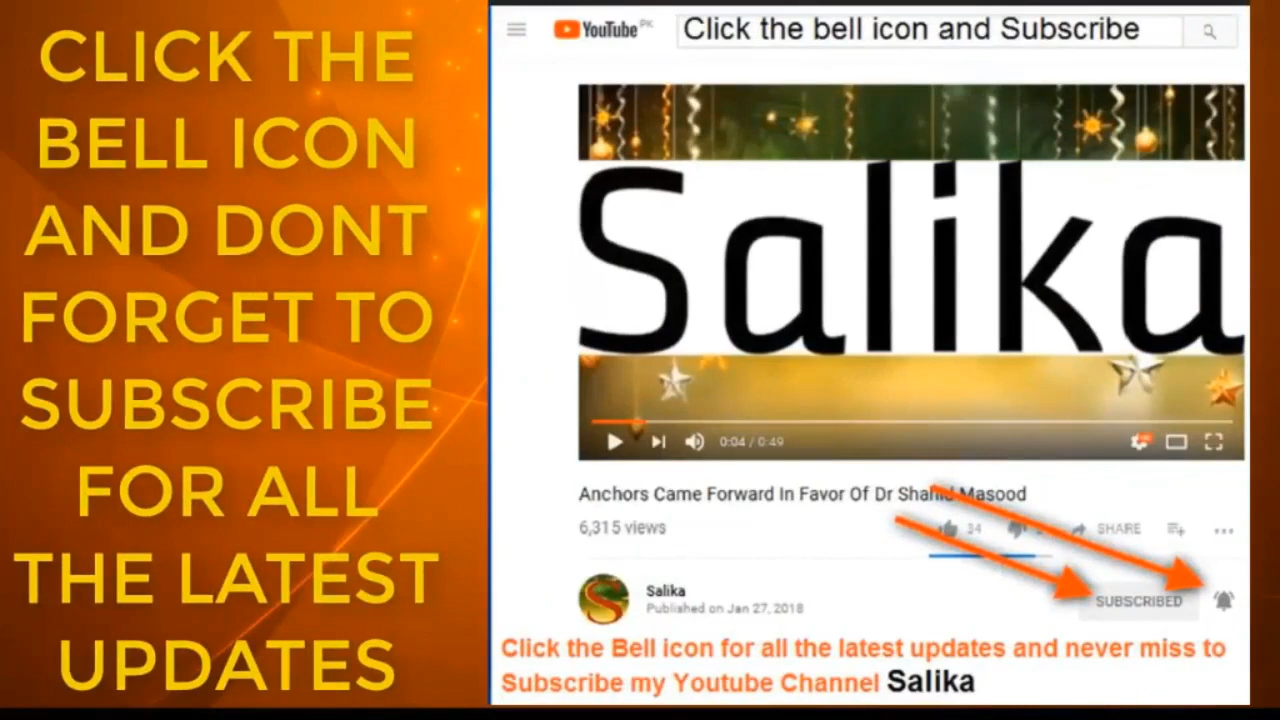 CLICK THE
BELL ICON
AND DONT
FORGET TO
SUBSCRIBE
FOR ALL
THE LATEST
UPDATES
YouTube PK
Click the bell icon and Subscribe
Salika
0:04 / 0:49
Anchors Came Forward In Favor Of Dr Shahid Masood
6,315 views
34
SHARE
Salika
Published on Jan 27, 2018
SUBSCRIBED
Click the Bell icon for all the latest updates and never miss to
Subscribe my Youtube Channel Salika